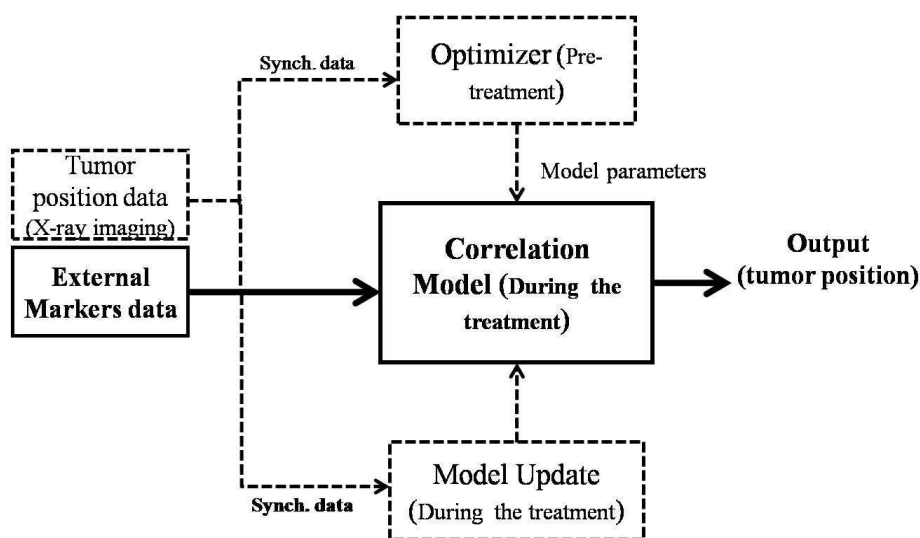 Synch. data
Optimizer (Pre-
treatment)
Tumor
position data
(X-ray imaging)
Model parameters
External
Markers data
Correlation
Model (During the
treatment)
Output
(tumor position)
Synch. data
Model Update
(During the treatment)